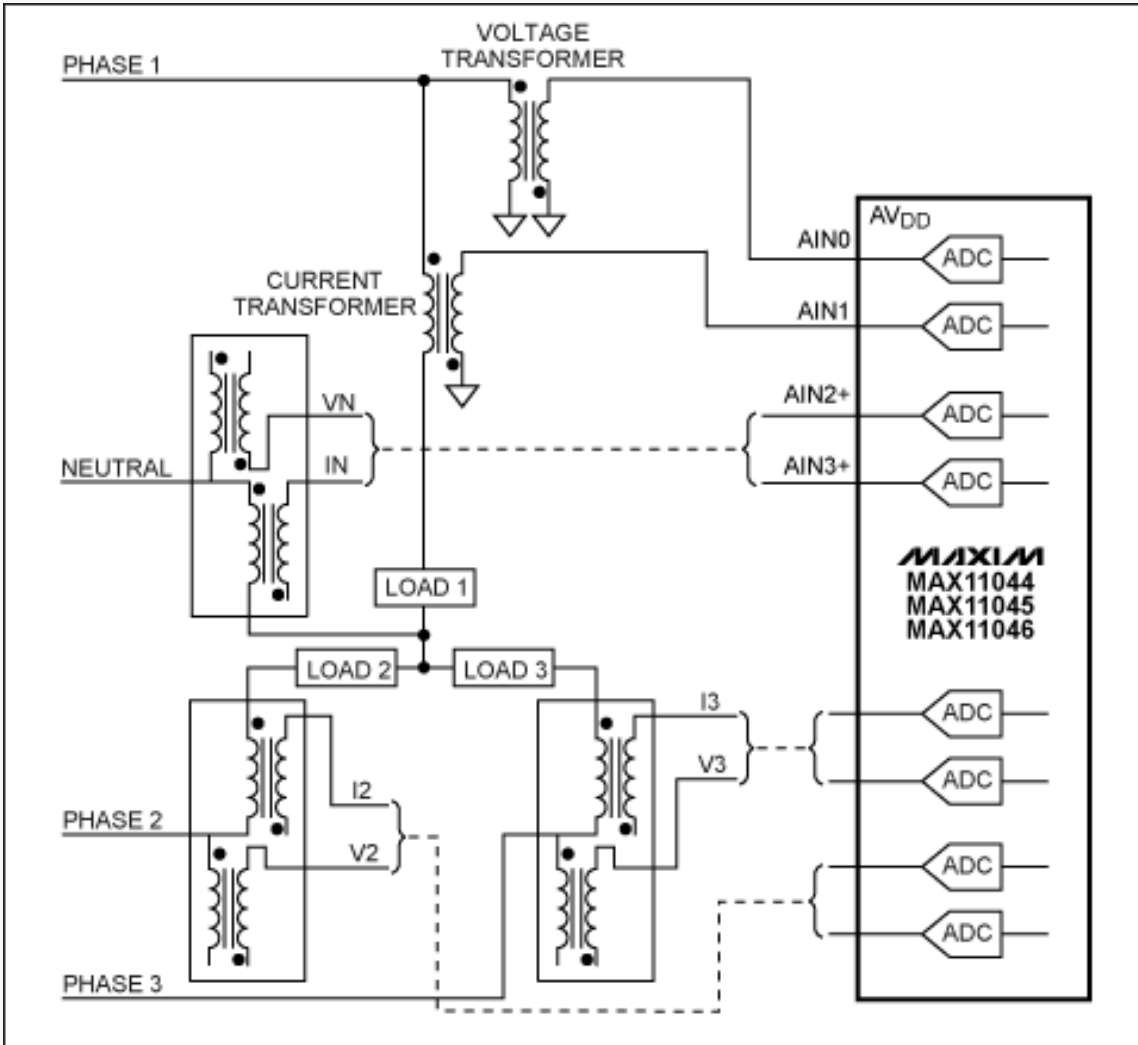 VOLTAGE
TRANSFORMER
PHASE 1
AVDD
AIN0
ADC
CURRENT
TRANSFORMER
AIN1
ADC
VN
AIN2+
ADC
NEUTRAL
IN
AIN3+
ADC
MAXIM
MAX11044
MAX11045
MAX11046
LOAD 1
LOAD 2
LOAD 3
I3
ADC
V3
ADC
I2
PHASE 2
V2
ADC
ADC
PHASE 3